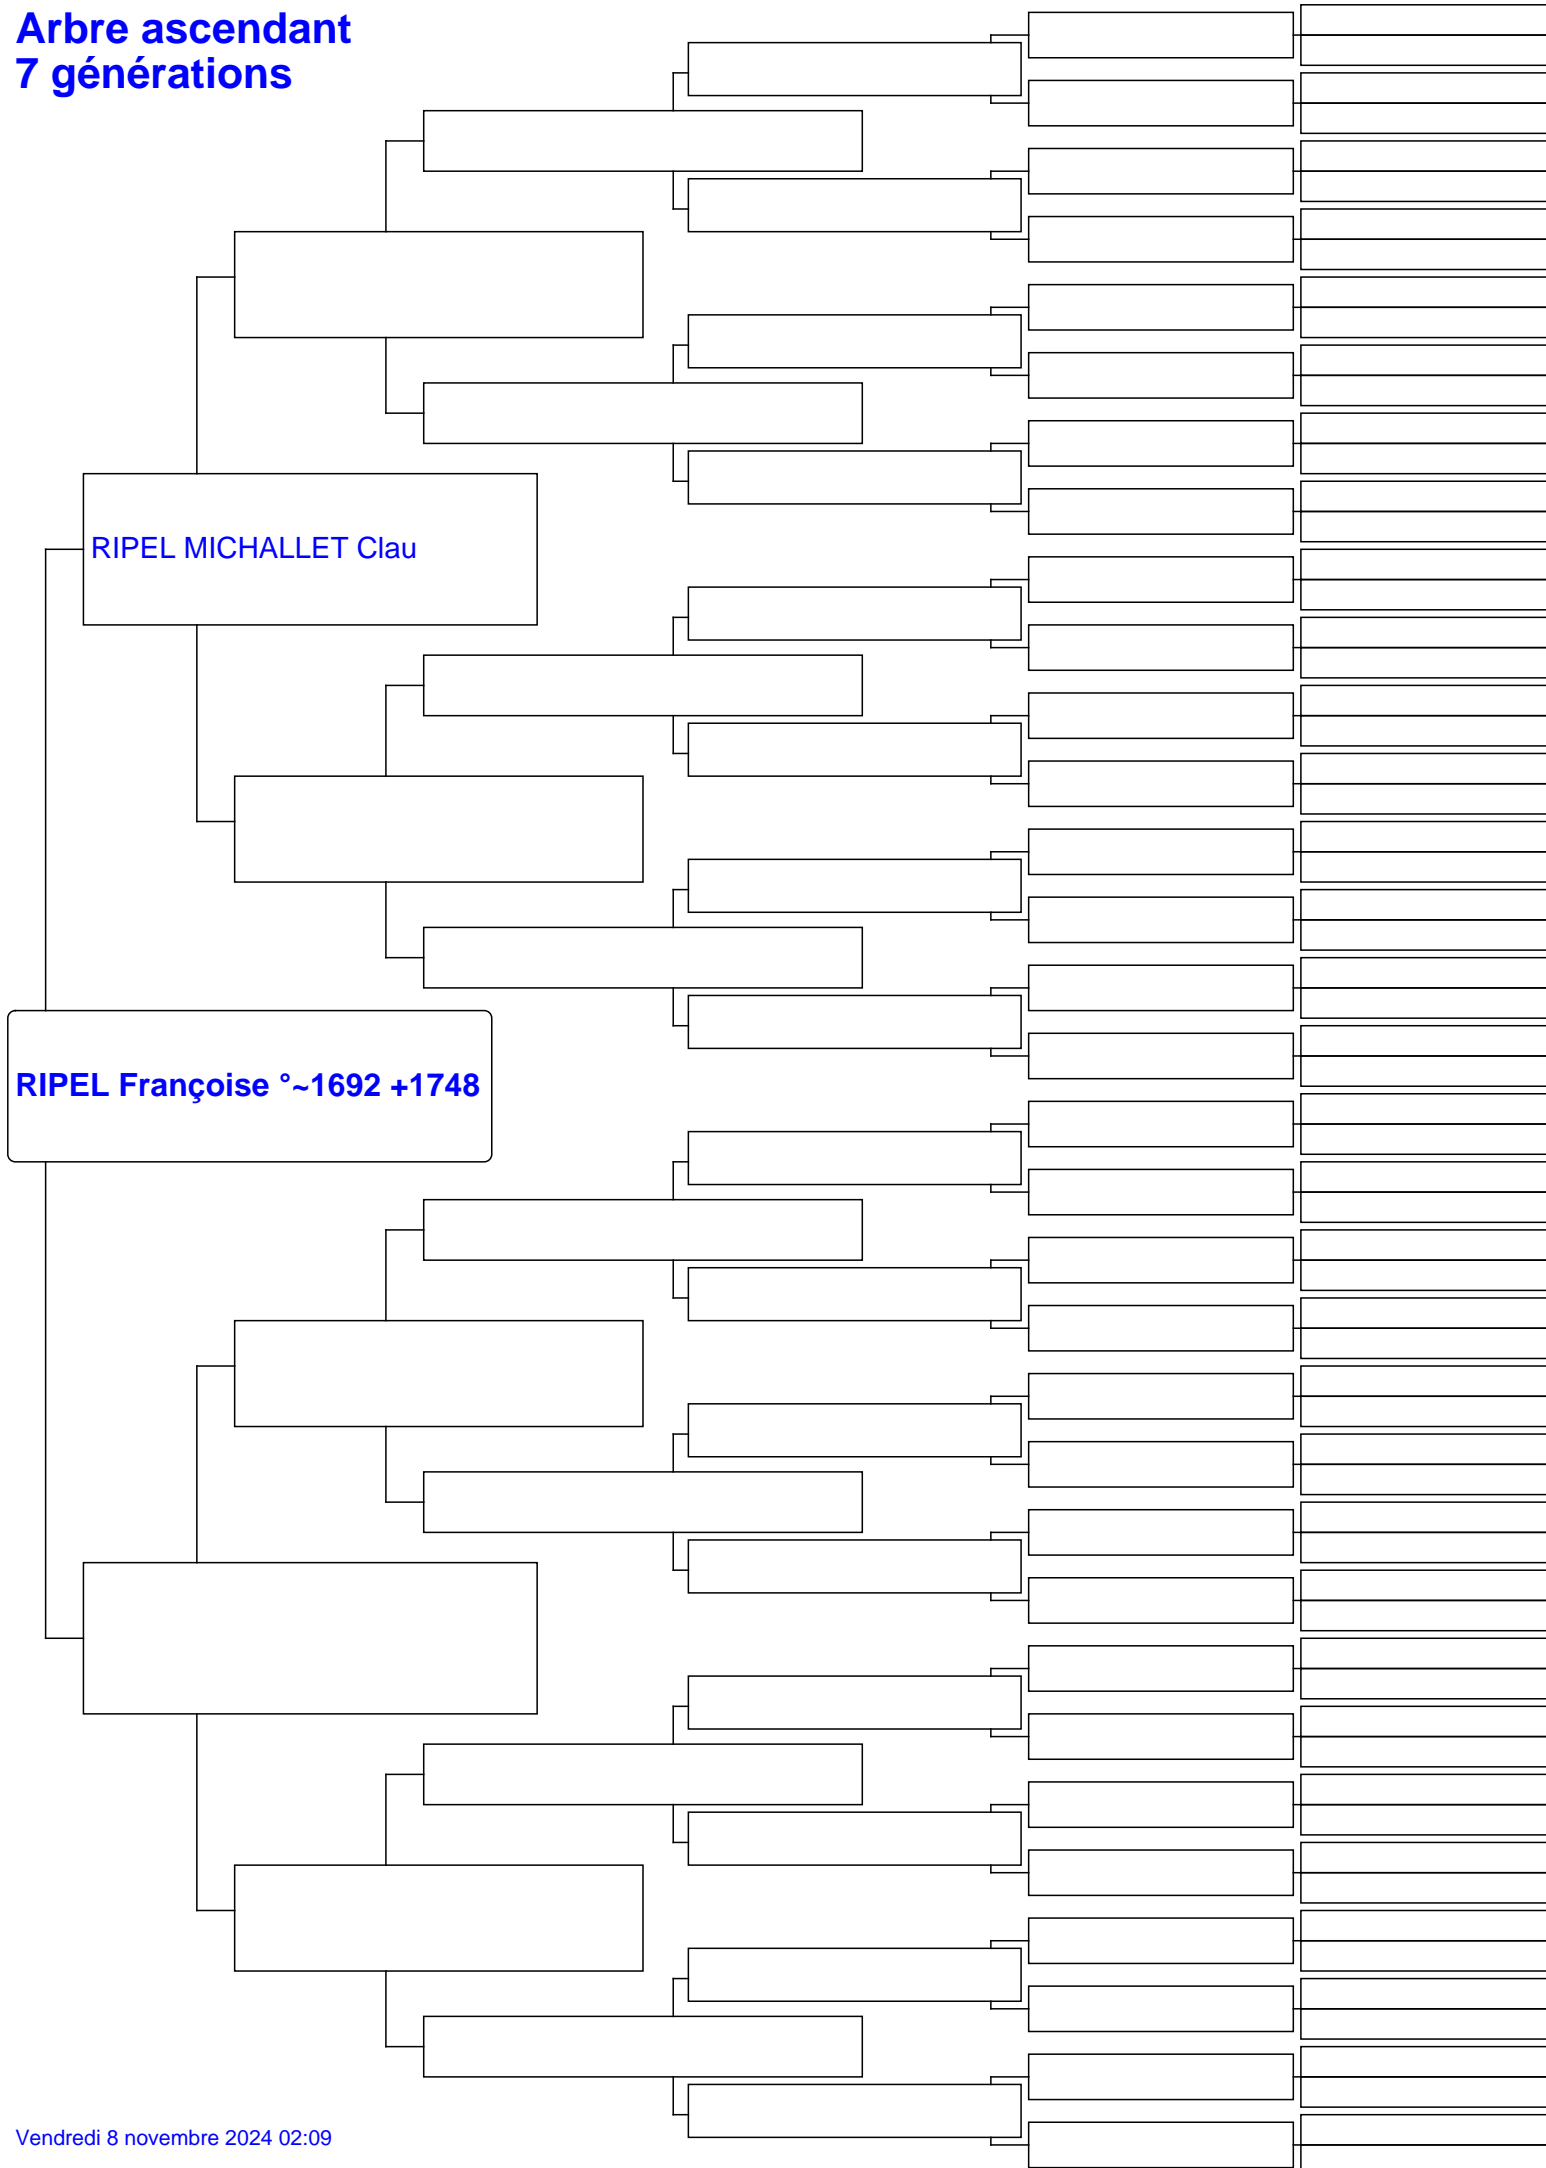 Arbre ascendant
7 générations
RIPEL MICHALLET Clau
RIPEL Françoise °~1692 +1748
Vendredi 8 novembre 2024 02:09